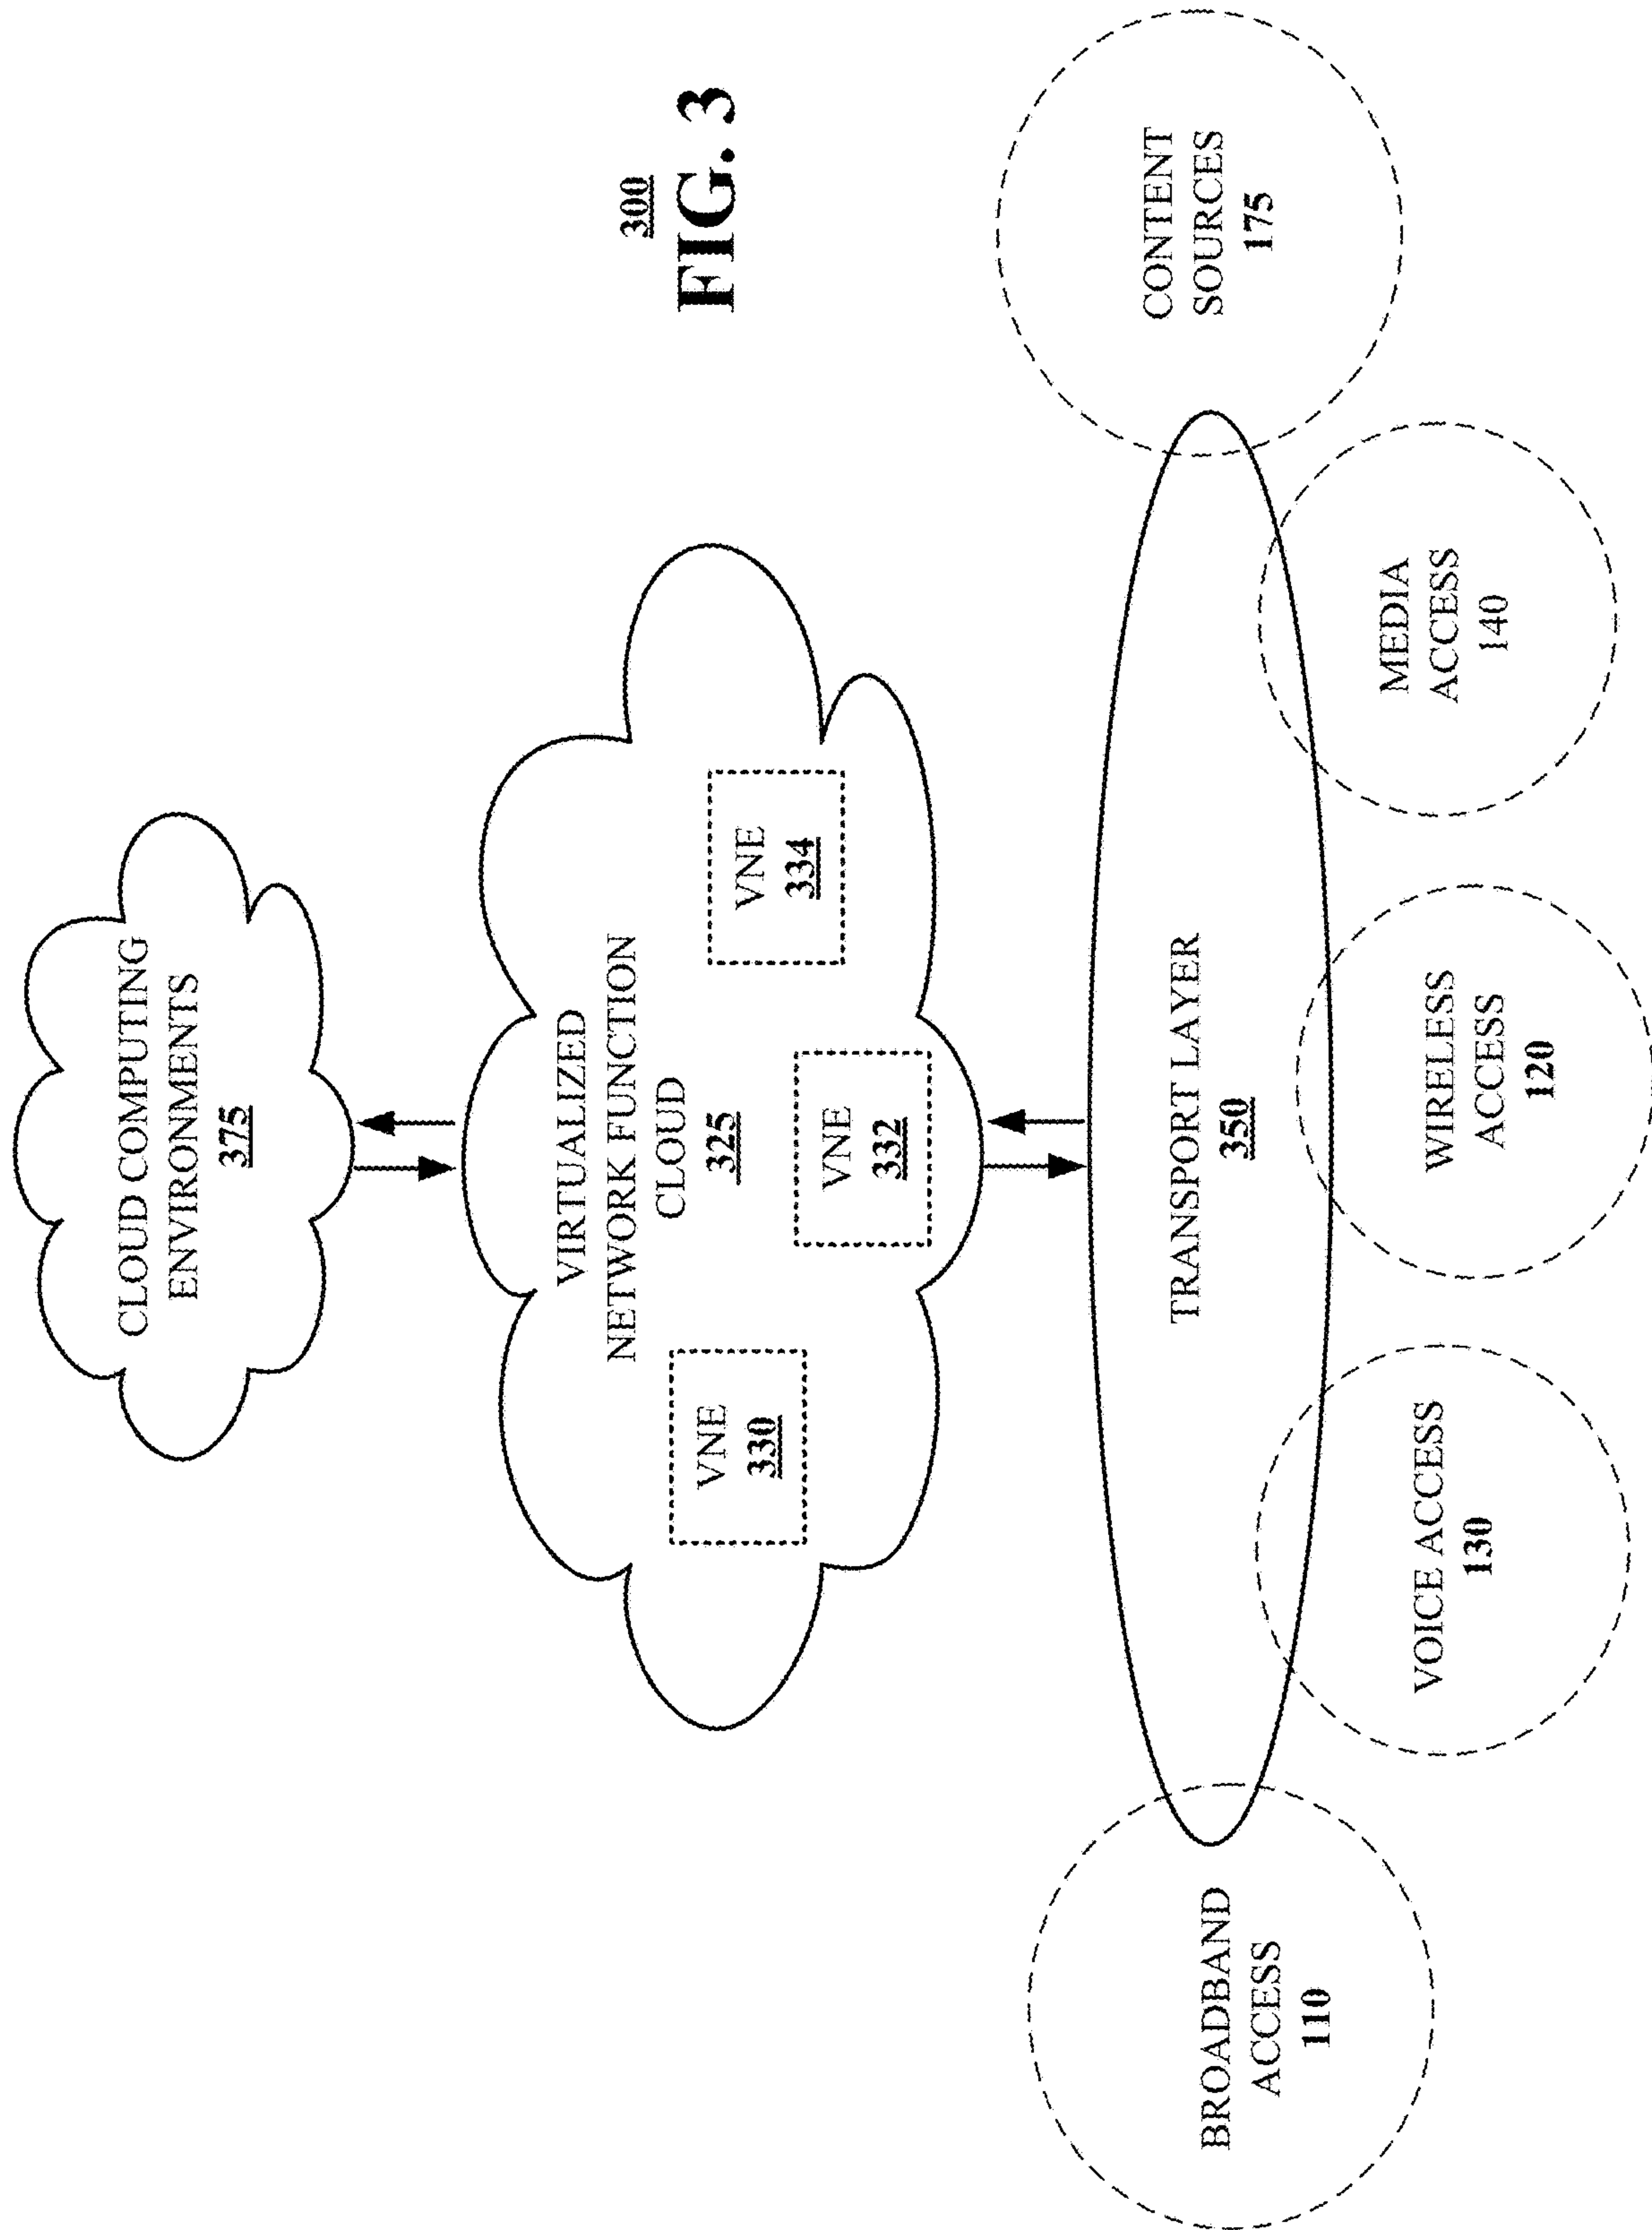 CLOUD COMPUTING
ENVIRONMENTS
375
VIRTUALIZED
NETWORK FUNCTION
CLOUD
325
VNE
330
VNE
332
VNE
334
300
FIG. 3
TRANSPORT LAYER
350
BROADBAND
ACCESS
110
VOICE ACCESS
130
WIRELESS
ACCESS
120
MEDIA
ACCESS
140
CONTENT
SOURCES
175